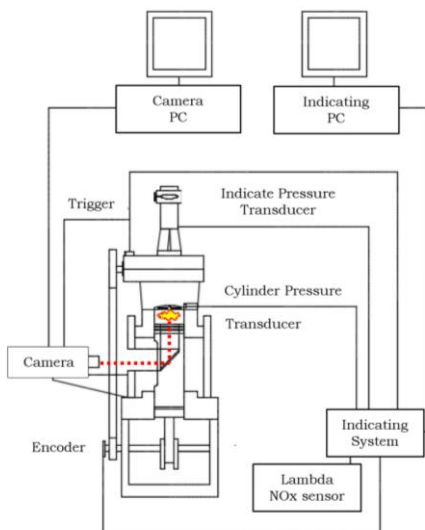 Camera
PC
Indicating
PC
Trigger
Indicate Pressure
Transducer
Cylinder Pressure
Transducer
Camera
Encoder
Indicating
System
Lambda
NOx sensor